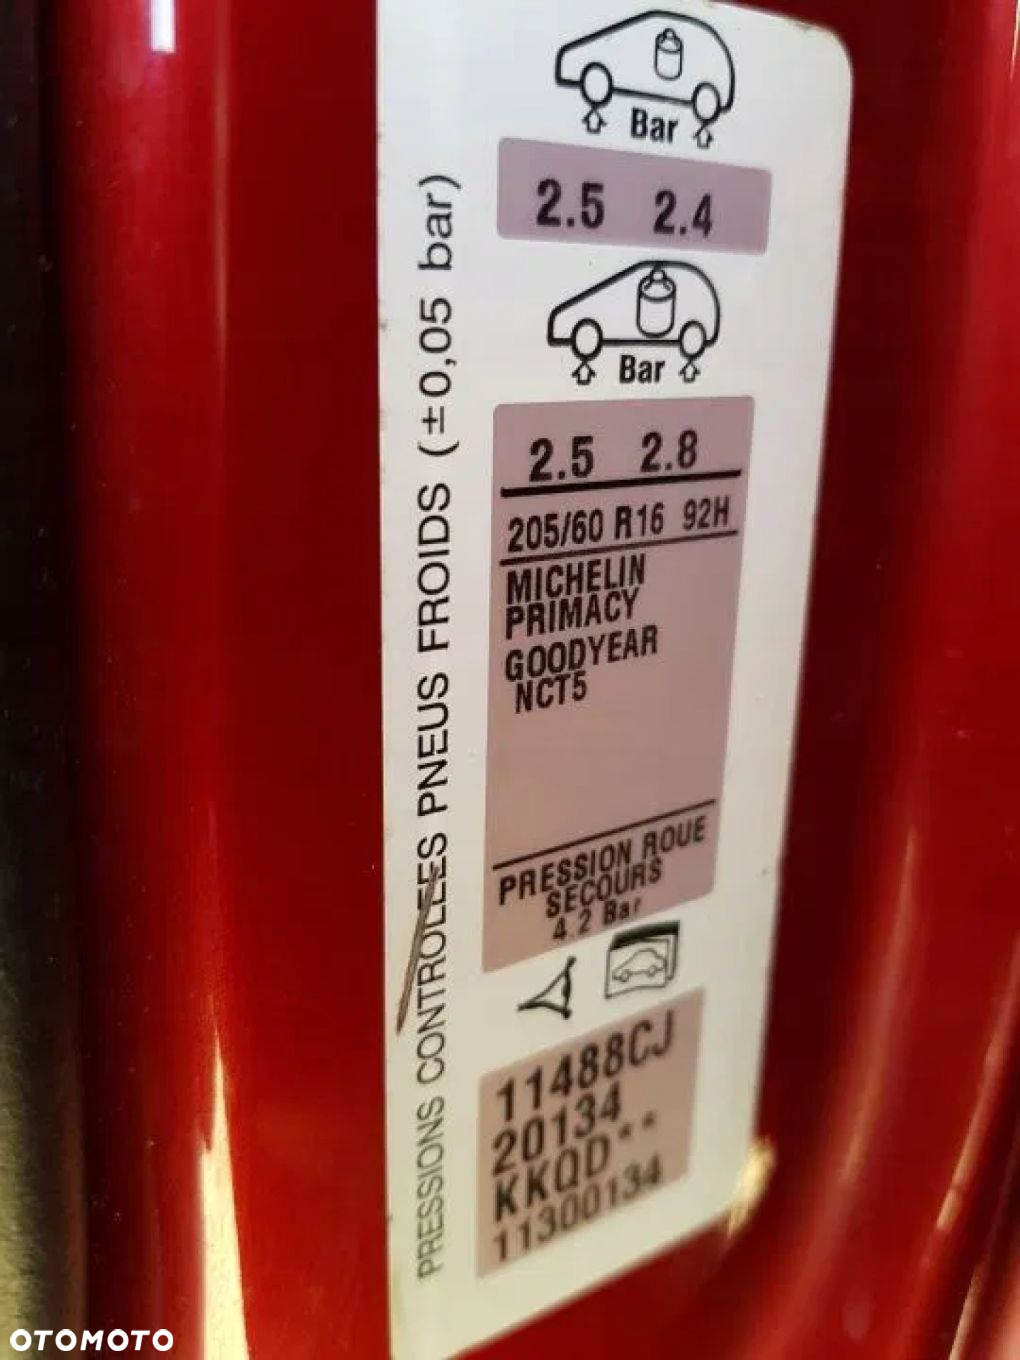 Bar
2.5 2.4
Bar
2.5 2.8
205/60 R16 92H
MICHELIN
PRIMACY
GOODYEAR
NCT5
PRESSION ROUE
SECOURS
4.2 Bar
11488CJ
20134
KKQD**
11300134
PRESSIONS CONTROLEES PNEUS FROIDS (±0,05 bar)
OTOMOTO